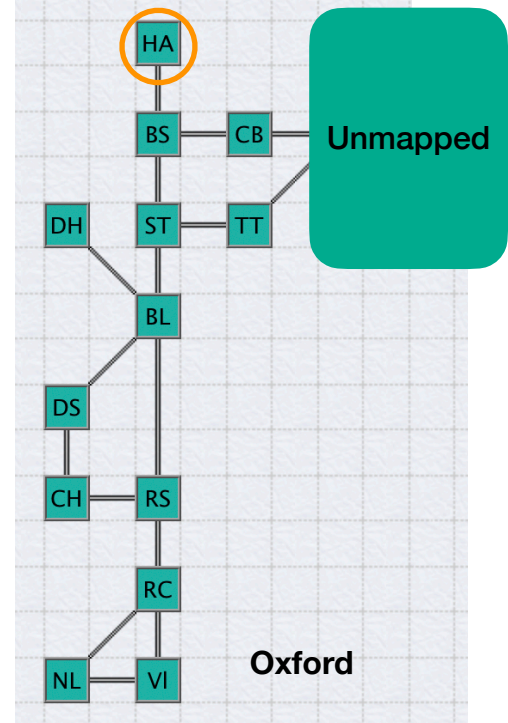 HA
BS CB Unmapped
DH ST TT
BL
DS
CH RS
RC
Oxford
NL VI